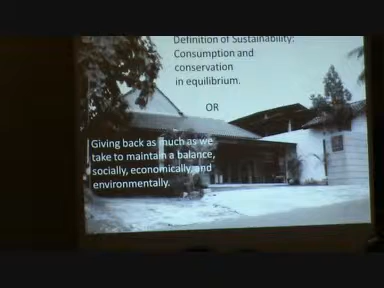 Definition of Sustainability:
Consumption and
conservation
in equilibrium.
OR
Giving back as much as we
take to maintain a balance,
socially, economically, and
environmentally.